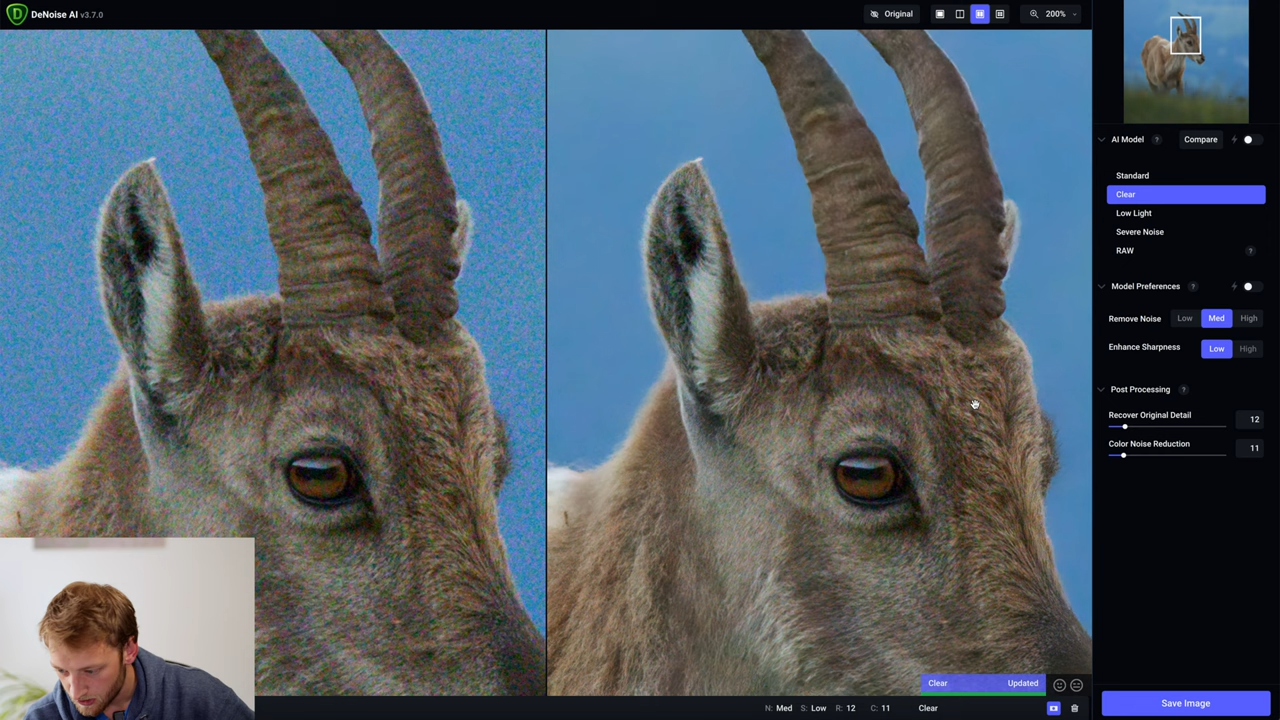 DeNoise AI v3.7.0
Original
200%
AI Model ?
Compare
Standard
Clear
Low Light
Severe Noise
RAW ?
Model Preferences ?
Remove Noise Low Med High
Enhance Sharpness Low High
Post Processing ?
Recover Original Detail 12
Color Noise Reduction 11
Clear Updated
N: Med S: Low R: 12 C: 11 Clear
Save Image